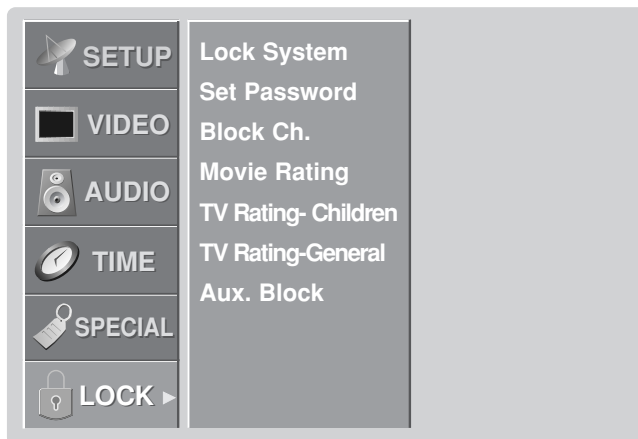 SETUP
VIDEO
AUDIO
TIME
SPECIAL
LOCK
Lock System
Set Password
Block Ch.
Movie Rating
TV Rating- Children
TV Rating-General
Aux. Block